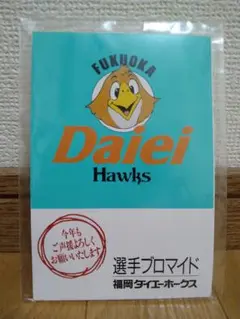 FUKUOKA
Daiei
Hawks
今年も
ご声援よろしく
お願いいたします
選手ブロマイド
福岡ダイエーホークス